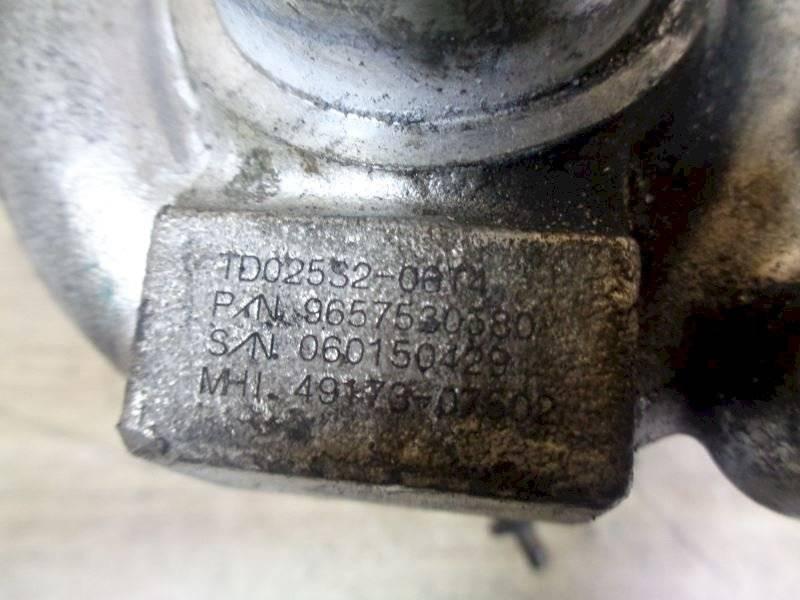 TD025S2-06T4
P/N. 9657530580
S/N. 060150429
MHI. 49173-07502